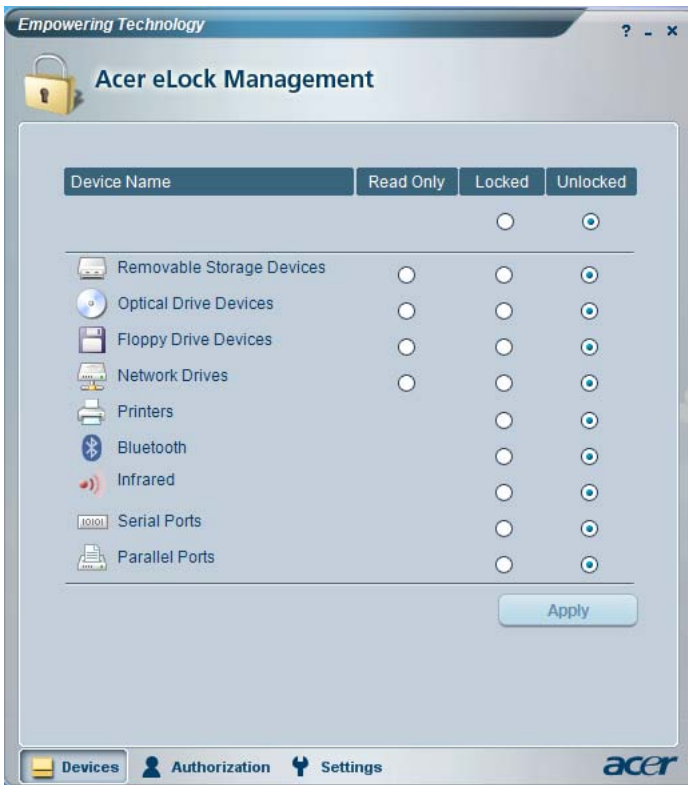 Empowering Technology
? - ×
Acer eLock Management
Device Name Read Only Locked Unlocked
Removable Storage Devices
Optical Drive Devices
Floppy Drive Devices
Network Drives
Printers
Bluetooth
Infrared
10101 Serial Ports
Parallel Ports
Apply
Devices Authorization Settings acer